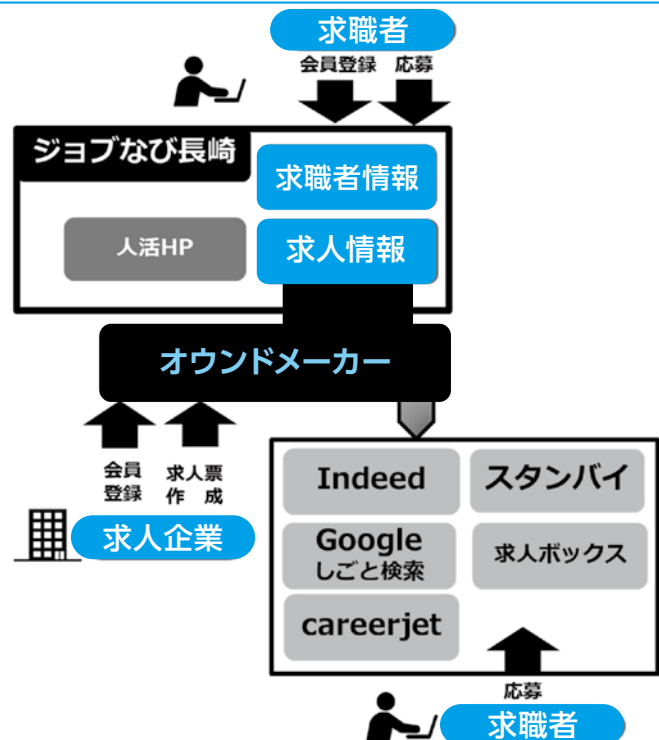 求職者
会員登録 応募
ジョブなび長崎
求職者情報
人活HP
求人情報
オウンドメーカー
会員
登録
求人票
作 成
求人企業
Indeed
スタンバイ
Google
しごと検索
求人ボックス
careerjet
応募
求職者